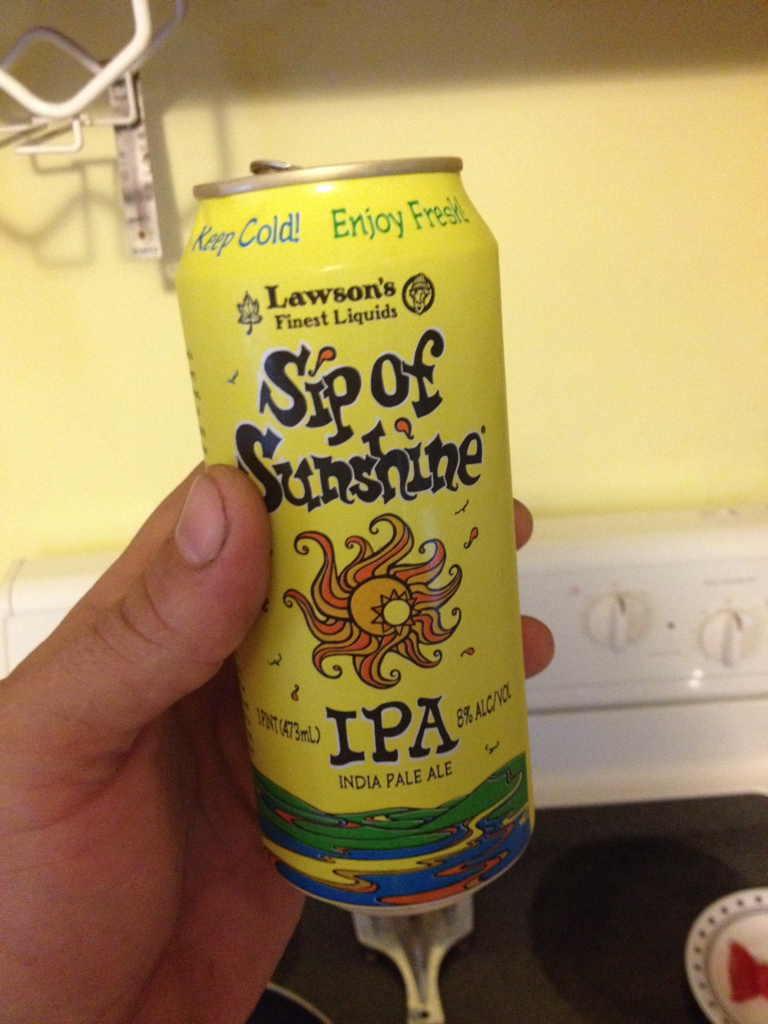 Keep Cold! Enjoy Fresh!
Lawson's
Finest Liquids
Sip of
Sunshine®
1 PINT (473mL)
IPA
8% ALC/VOL
INDIA PALE ALE